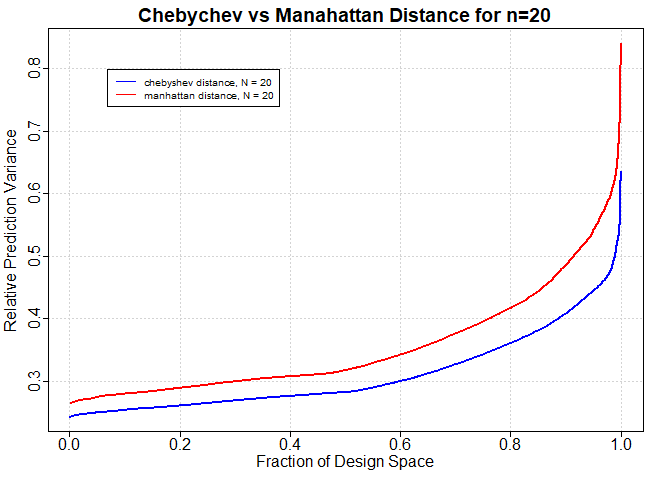 Chebychev vs Manahattan Distance for n=20
chebyshev distance, N = 20
manhattan distance, N = 20
Relative Prediction Variance
0.8
0.7
0.6
0.5
0.4
0.3
0.0 0.2 0.4 0.6 0.8 1.0
Fraction of Design Space